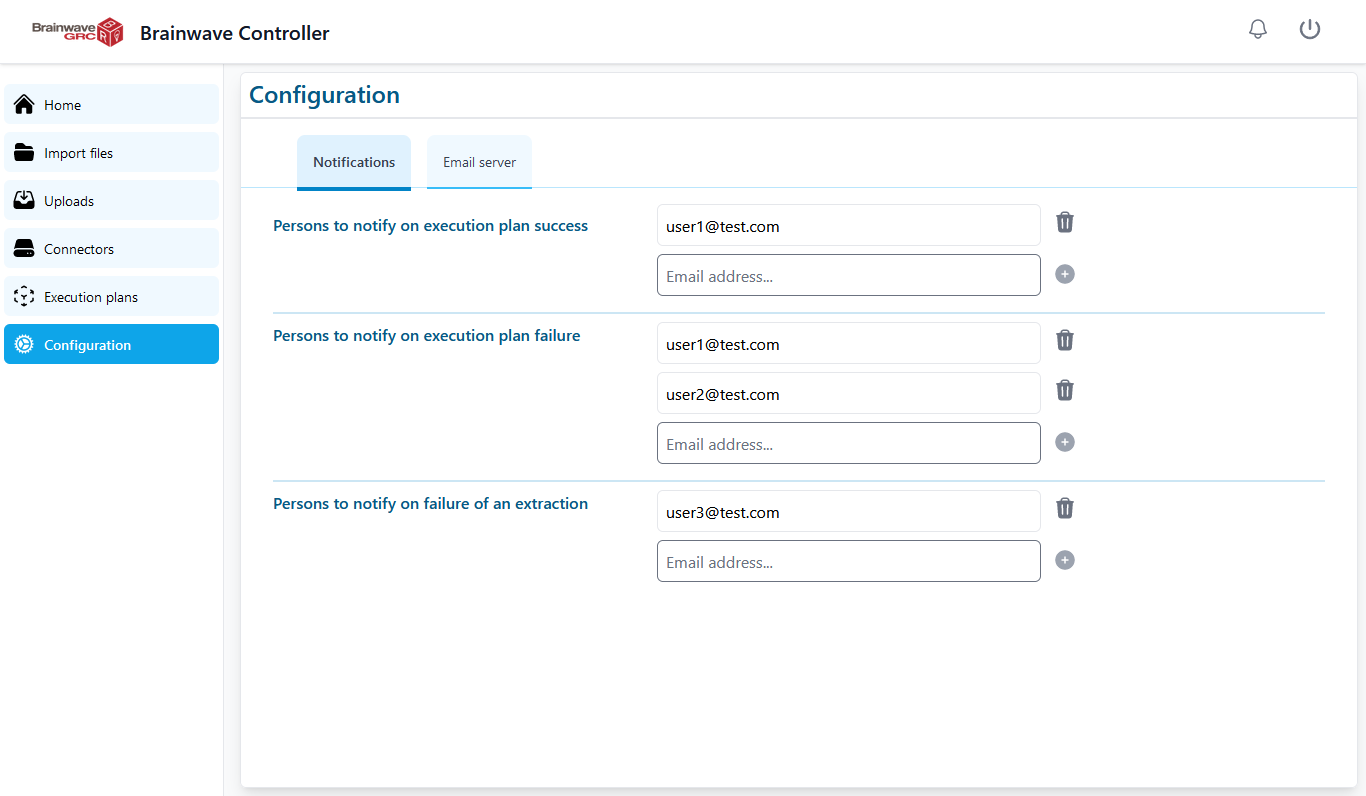 Brainwave
GRC
Brainwave Controller
Home
Import files
Uploads
Connectors
Execution plans
Configuration
Configuration
Notifications
Email server
Persons to notify on execution plan success
user1@test.com
Email address...
Persons to notify on execution plan failure
user1@test.com
user2@test.com
Email address...
Persons to notify on failure of an extraction
user3@test.com
Email address...